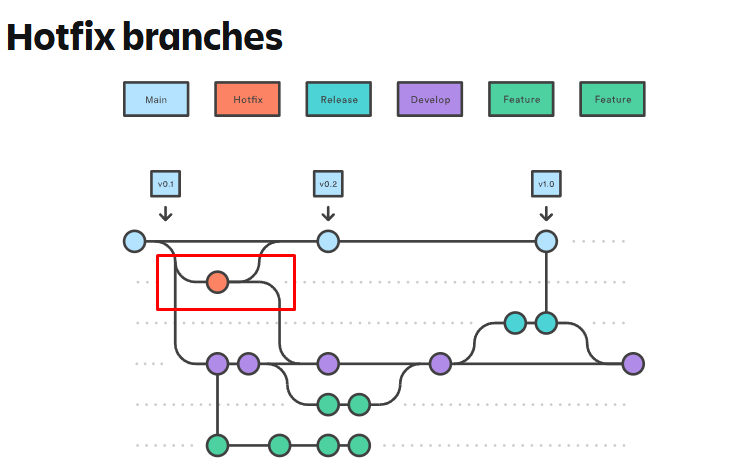 Hotfix branches
Main Hotfix Release Develop Feature Feature
v0.1 v0.2 v1.0